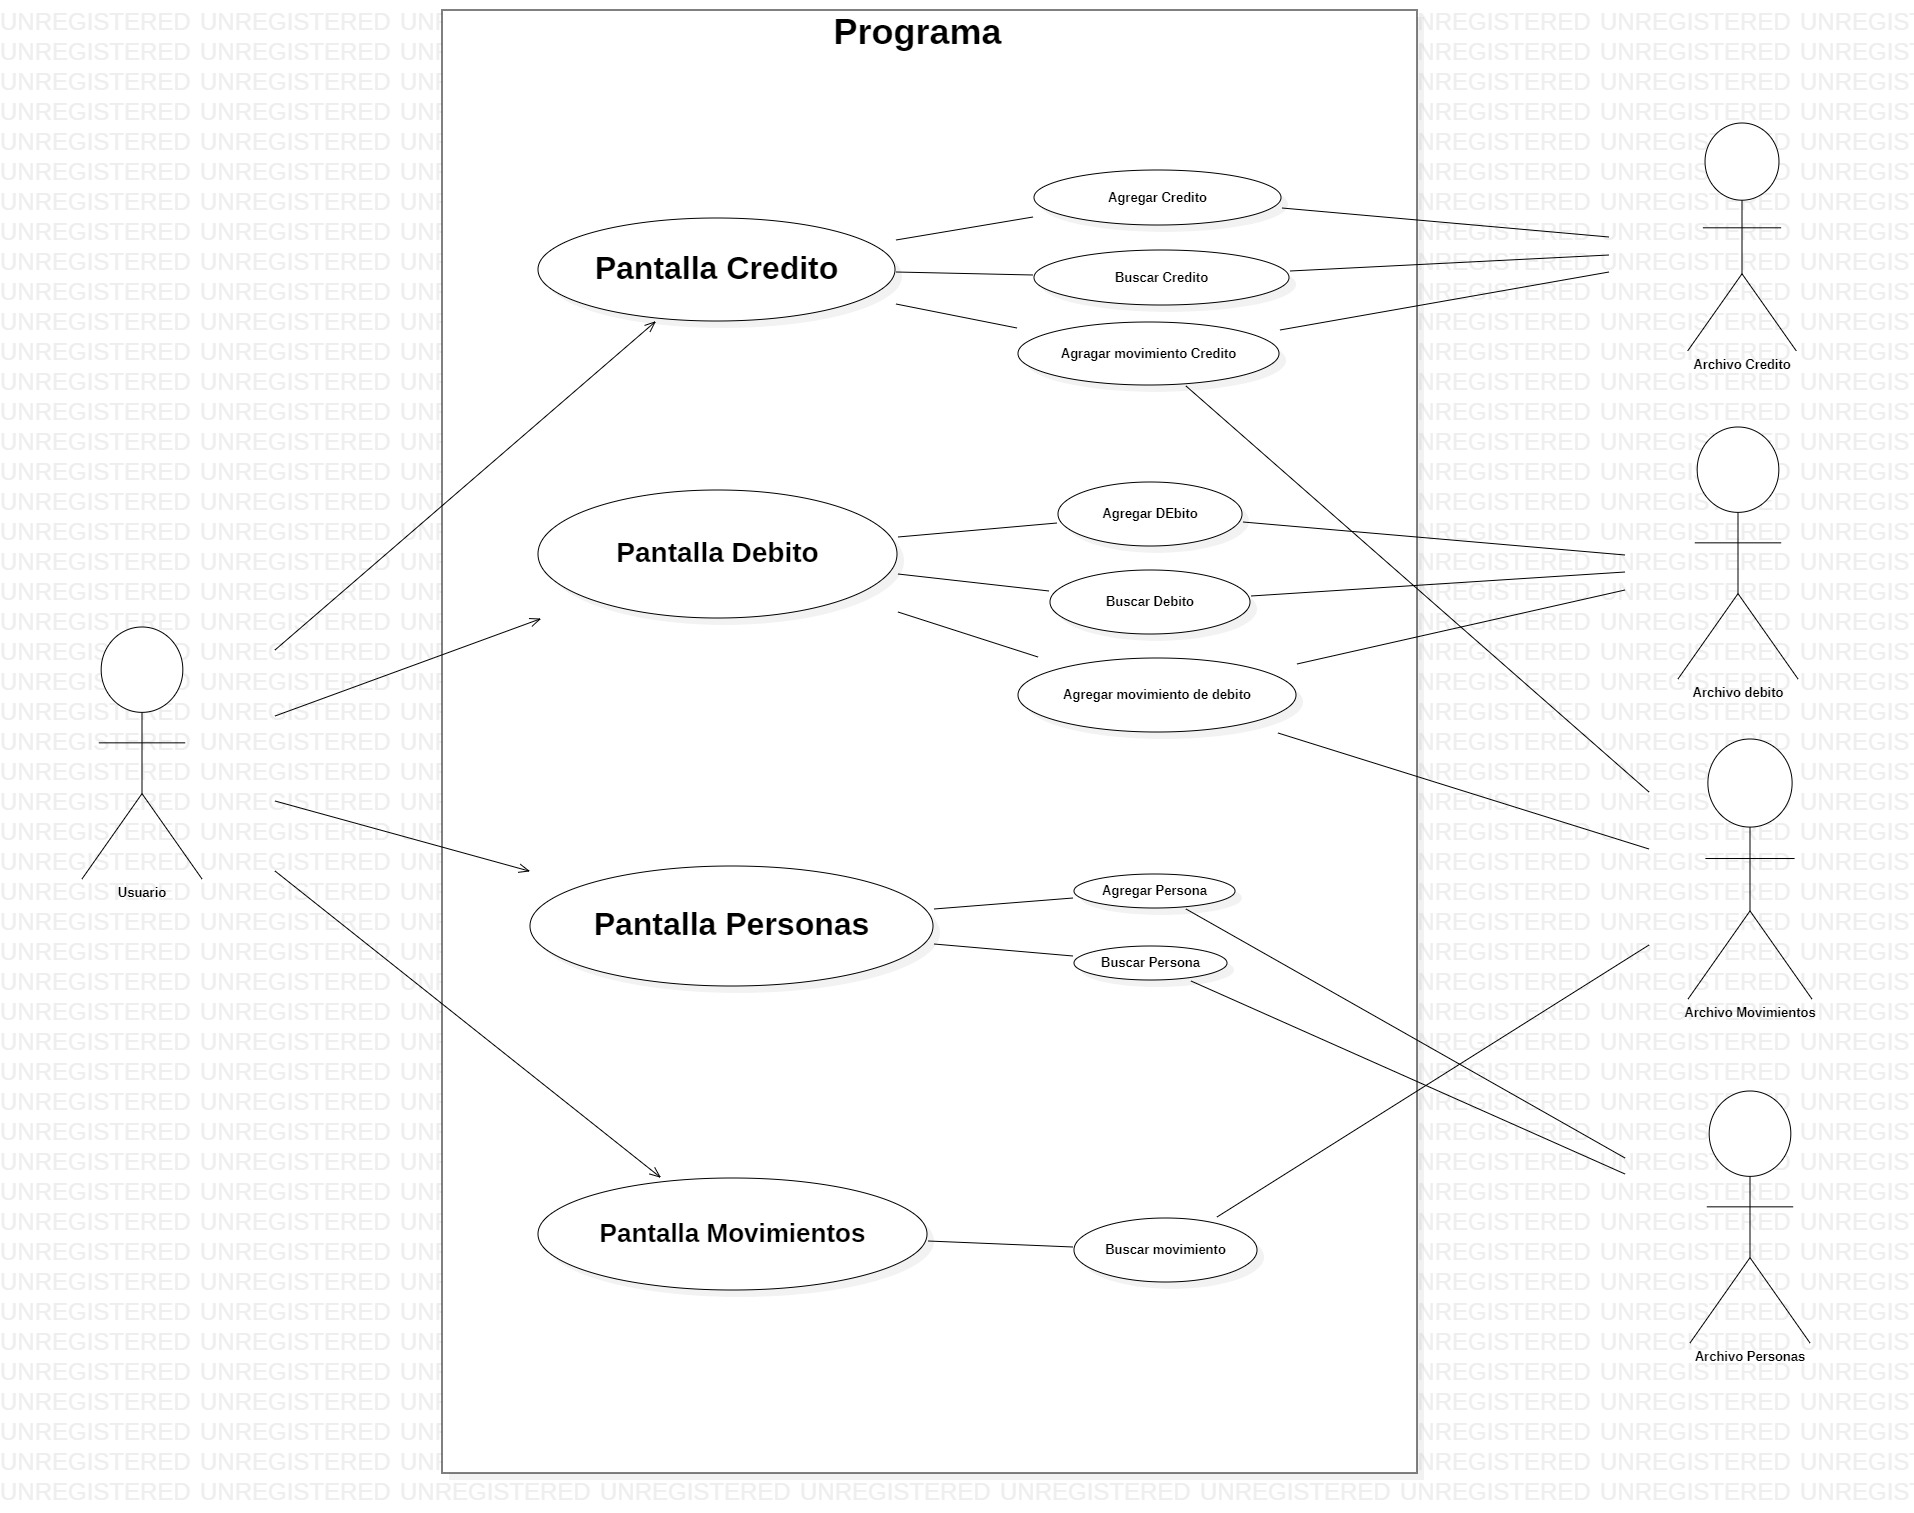 Programa
Agregar Credito
Pantalla Credito
Buscar Credito
Agragar movimiento Credito
Archivo Credito
Agregar DEbito
Pantalla Debito
Buscar Debito
Agregar movimiento de debito
Archivo debito
Usuario
Agregar Persona
Pantalla Personas
Buscar Persona
Archivo Movimientos
Pantalla Movimientos
Buscar movimiento
Archivo Personas
UNREGISTERED UNREGISTERED UNREGISTERED UNREGISTERED UNREGISTERED UNREGISTERED UNREGISTERED UNREGISTERED UNREGISTERED UNREGIS